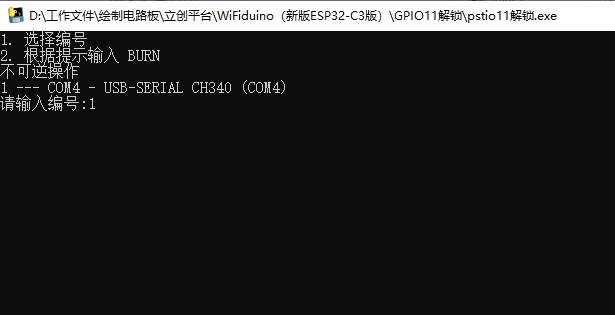 D:\工作文件\绘制电路板\立创平台\WiFiduino（新版ESP32-C3版）\GPIO11解锁\pstio11解锁.exe
1. 选择编号
2. 根据提示输入 BURN
不可逆操作
1 --- COM4 - USB-SERIAL CH340 (COM4)
请输入编号:1